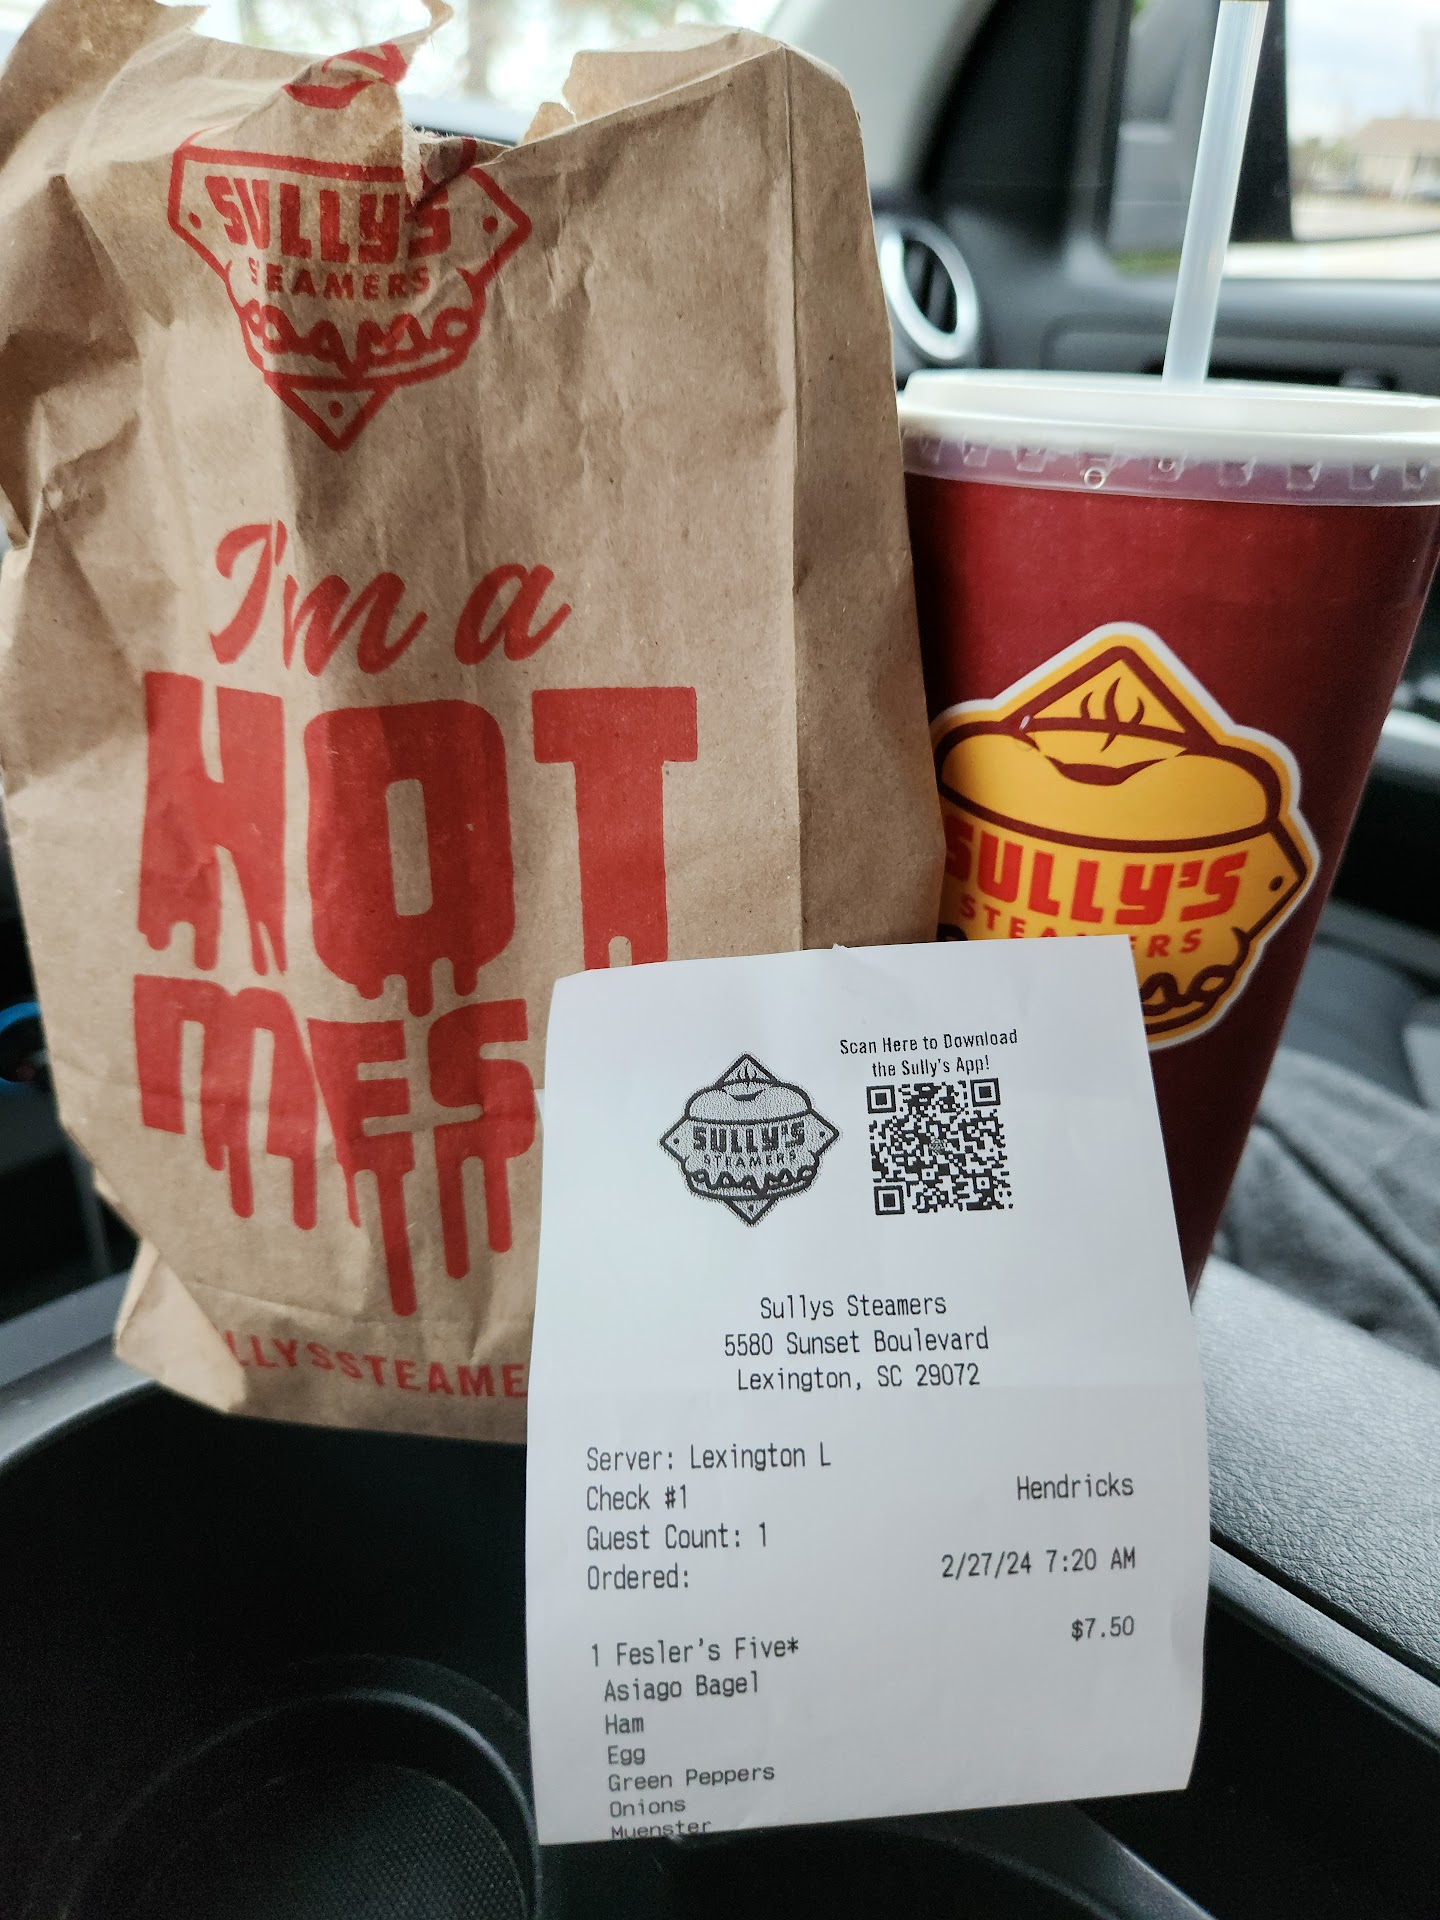 SULLY'S
STEAMERS
I'm a
HOT
MESS
SULLY'S
STEAMERS
Scan Here to Download
the Sully's App!
SULLY'S
STEAMERS
Sullys Steamers
5580 Sunset Boulevard
Lexington, SC 29072
Server: Lexington L
Check #1 Hendricks
Guest Count: 1
Ordered: 2/27/24 7:20 AM
1 Fesler's Five* $7.50
Asiago Bagel
Ham
Egg
Green Peppers
Onions
Muenster